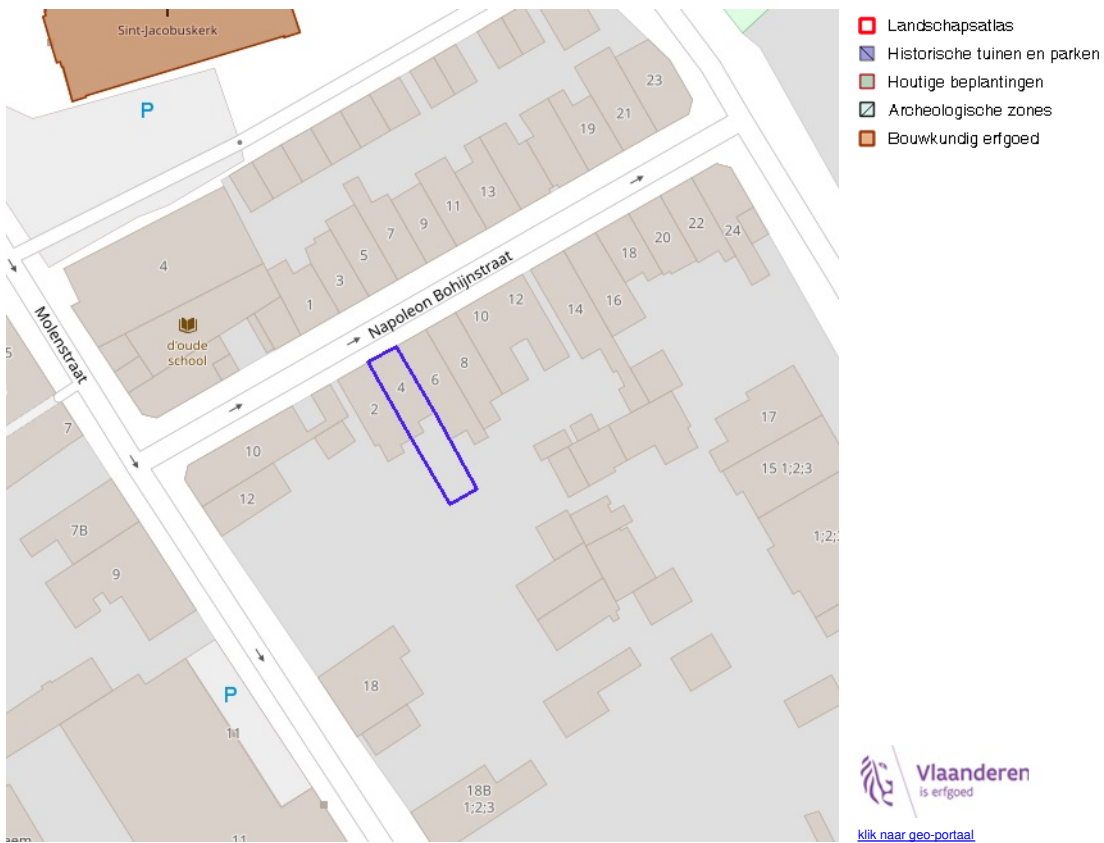 Sint-Jacobuskerk
P
23
21
19
13
11
9
7
5
3
1
4
d'oude
school
Molenstraat
Napoleon Bohijnstraat
24
22
20
18
16
14
12
10
8
6
4
2
5
7
10
12
7B
9
17
15 1;2;3
1;2;
18
P
11
18B
1;2;3
11
Landschapsatlas
Historische tuinen en parken
Houtige beplantingen
Archeologische zones
Bouwkundig erfgoed
Vlaanderen
is erfgoed
klik naar geo-portaal